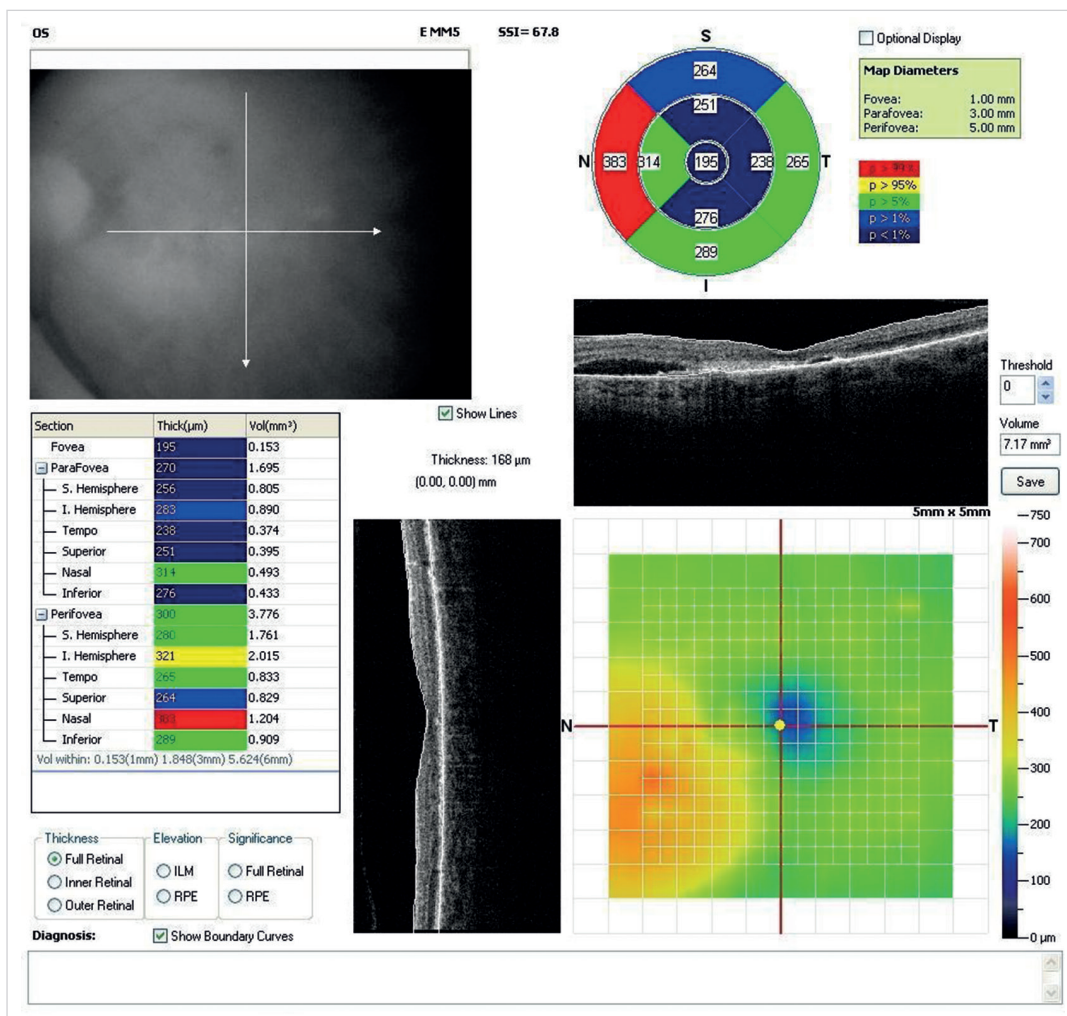 OS E MM5 SSI= 67.8
S
264
251
N 383 314 195 238 265 T
276
289
I
Optional Display
Map Diameters
Fovea: 1.00 mm
Parafovea: 3.00 mm
Perifovea: 5.00 mm
p > 99%
p > 95%
p > 5%
p > 1%
p < 1%
Threshold
0
Volume
7.17 mm³
Save
Show Lines
Thickness: 168 µm
(0.00, 0.00) mm
Section Thick(µm) Vol(mm³)
Fovea 195 0.153
ParaFovea 270 1.695
S. Hemisphere 256 0.805
I. Hemisphere 283 0.890
Tempo 238 0.374
Superior 251 0.395
Nasal 314 0.493
Inferior 276 0.433
Perifovea 300 3.776
S. Hemisphere 280 1.761
I. Hemisphere 321 2.015
Tempo 265 0.833
Superior 264 0.829
Nasal 383 1.204
Inferior 289 0.909
Vol within: 0.153(1mm) 1.848(3mm) 5.624(6mm)
5mm x 5mm
N T
750
700
600
500
400
300
200
100
0 µm
Thickness
Full Retinal
Inner Retinal
Outer Retinal
Elevation
ILM
RPE
Significance
Full Retinal
RPE
Diagnosis: Show Boundary Curves